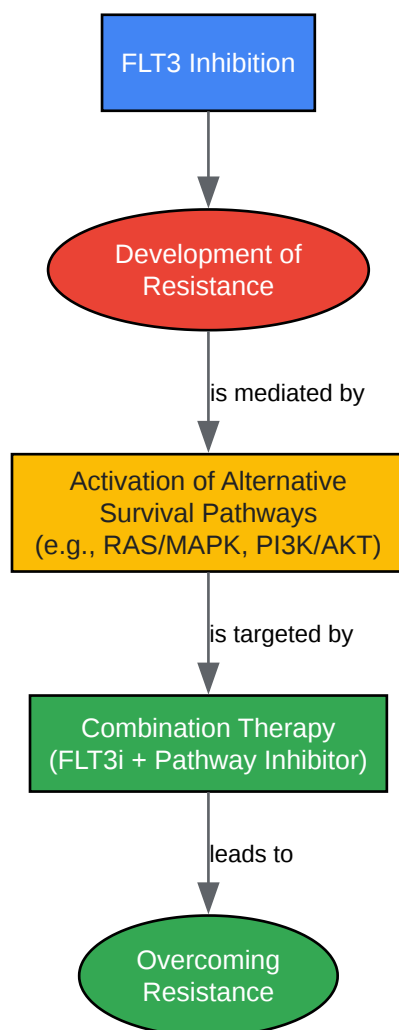 FLT3 Inhibition
Development of
Resistance
is mediated by
Activation of Alternative
Survival Pathways
(e.g., RAS/MAPK, PI3K/AKT)
is targeted by
Combination Therapy
(FLT3i + Pathway Inhibitor)
leads to
Overcoming
Resistance